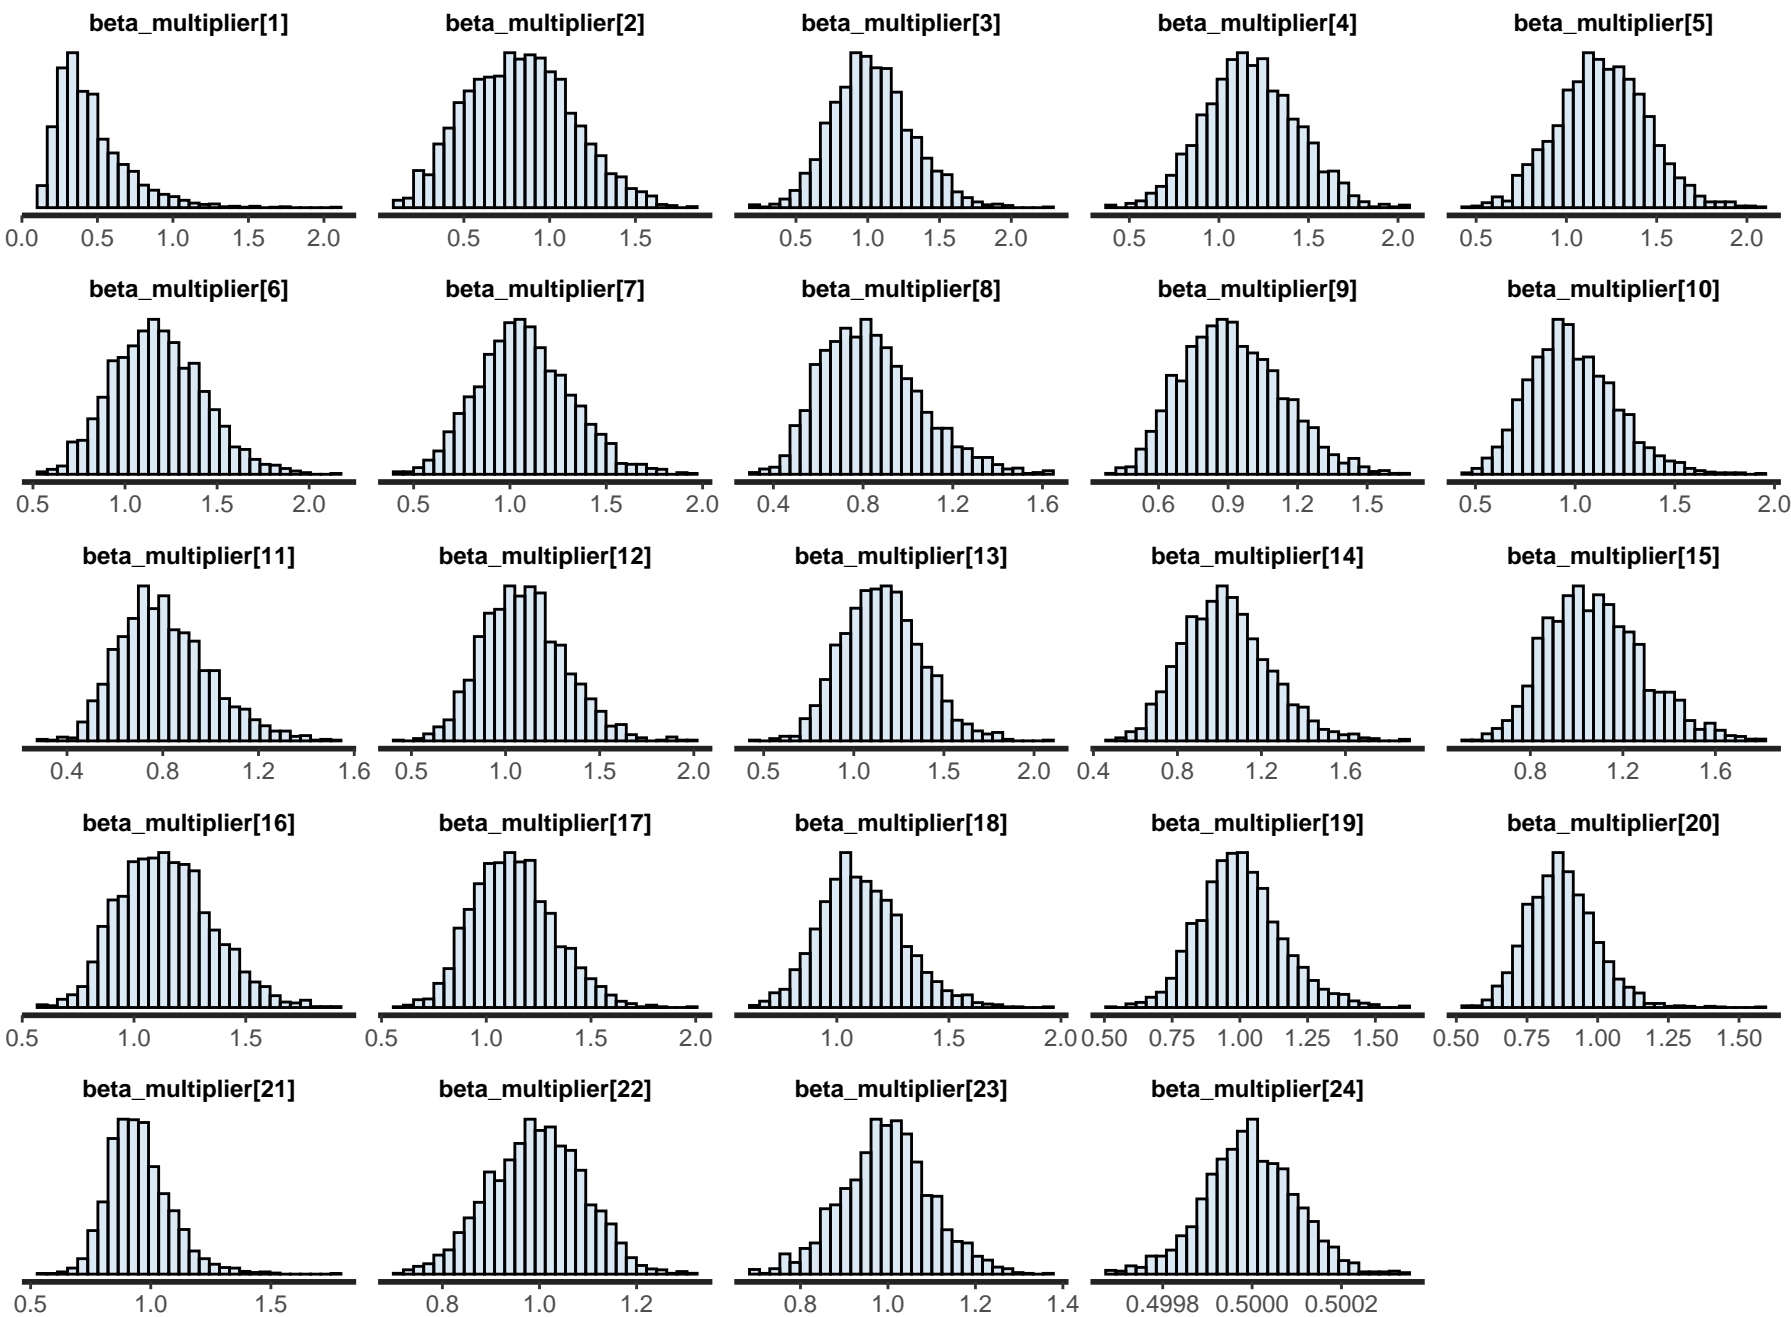 beta_multiplier[1] beta_multiplier[2] beta_multiplier[3] beta_multiplier[4] beta_multiplier[5]
0.0 0.5 1.0 1.5 2.0 0.5 1.0 1.5 0.5 1.0 1.5 2.0 0.5 1.0 1.5 2.0 0.5 1.0 1.5 2.0
beta_multiplier[6] beta_multiplier[7] beta_multiplier[8] beta_multiplier[9] beta_multiplier[10]
0.5 1.0 1.5 2.0 0.5 1.0 1.5 2.0 0.4 0.8 1.2 1.6 0.6 0.9 1.2 1.5 0.5 1.0 1.5 2.0
beta_multiplier[11] beta_multiplier[12] beta_multiplier[13] beta_multiplier[14] beta_multiplier[15]
0.4 0.8 1.2 1.6 0.5 1.0 1.5 2.0 0.5 1.0 1.5 2.0 0.4 0.8 1.2 1.6 0.8 1.2 1.6
beta_multiplier[16] beta_multiplier[17] beta_multiplier[18] beta_multiplier[19] beta_multiplier[20]
0.5 1.0 1.5 0.5 1.0 1.5 2.0 1.0 1.5 2.0 0.50 0.75 1.00 1.25 1.50 0.50 0.75 1.00 1.25 1.50
beta_multiplier[21] beta_multiplier[22] beta_multiplier[23] beta_multiplier[24]
0.5 1.0 1.5 0.8 1.0 1.2 0.8 1.0 1.2 1.4 0.4998 0.5000 0.5002